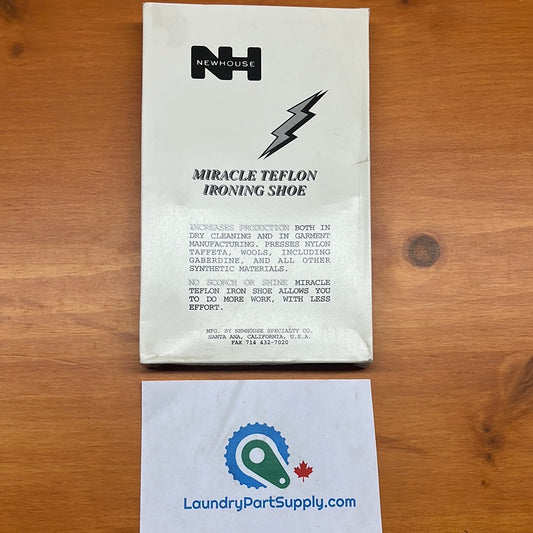 NH
NEWHOUSE
MIRACLE TEFLON
IRONING SHOE
INCREASES PRODUCTION BOTH IN
DRY CLEANING AND IN GARMENT
MANUFACTURING. PRESSES NYLON
TAFFETA, WOOLS, INCLUDING
GABERDINE, AND ALL OTHER
SYNTHETIC MATERIALS.
NO SCORCH OR SHINE MIRACLE
TEFLON IRON SHOE ALLOWS YOU
TO DO MORE WORK, WITH LESS
EFFORT.
MFG. BY NEWHOUSE SPECIALTY CO.
SANTA ANA, CALIFORNIA, U.S.A.
FAX 714 432-7020
LaundryPartSupply.com